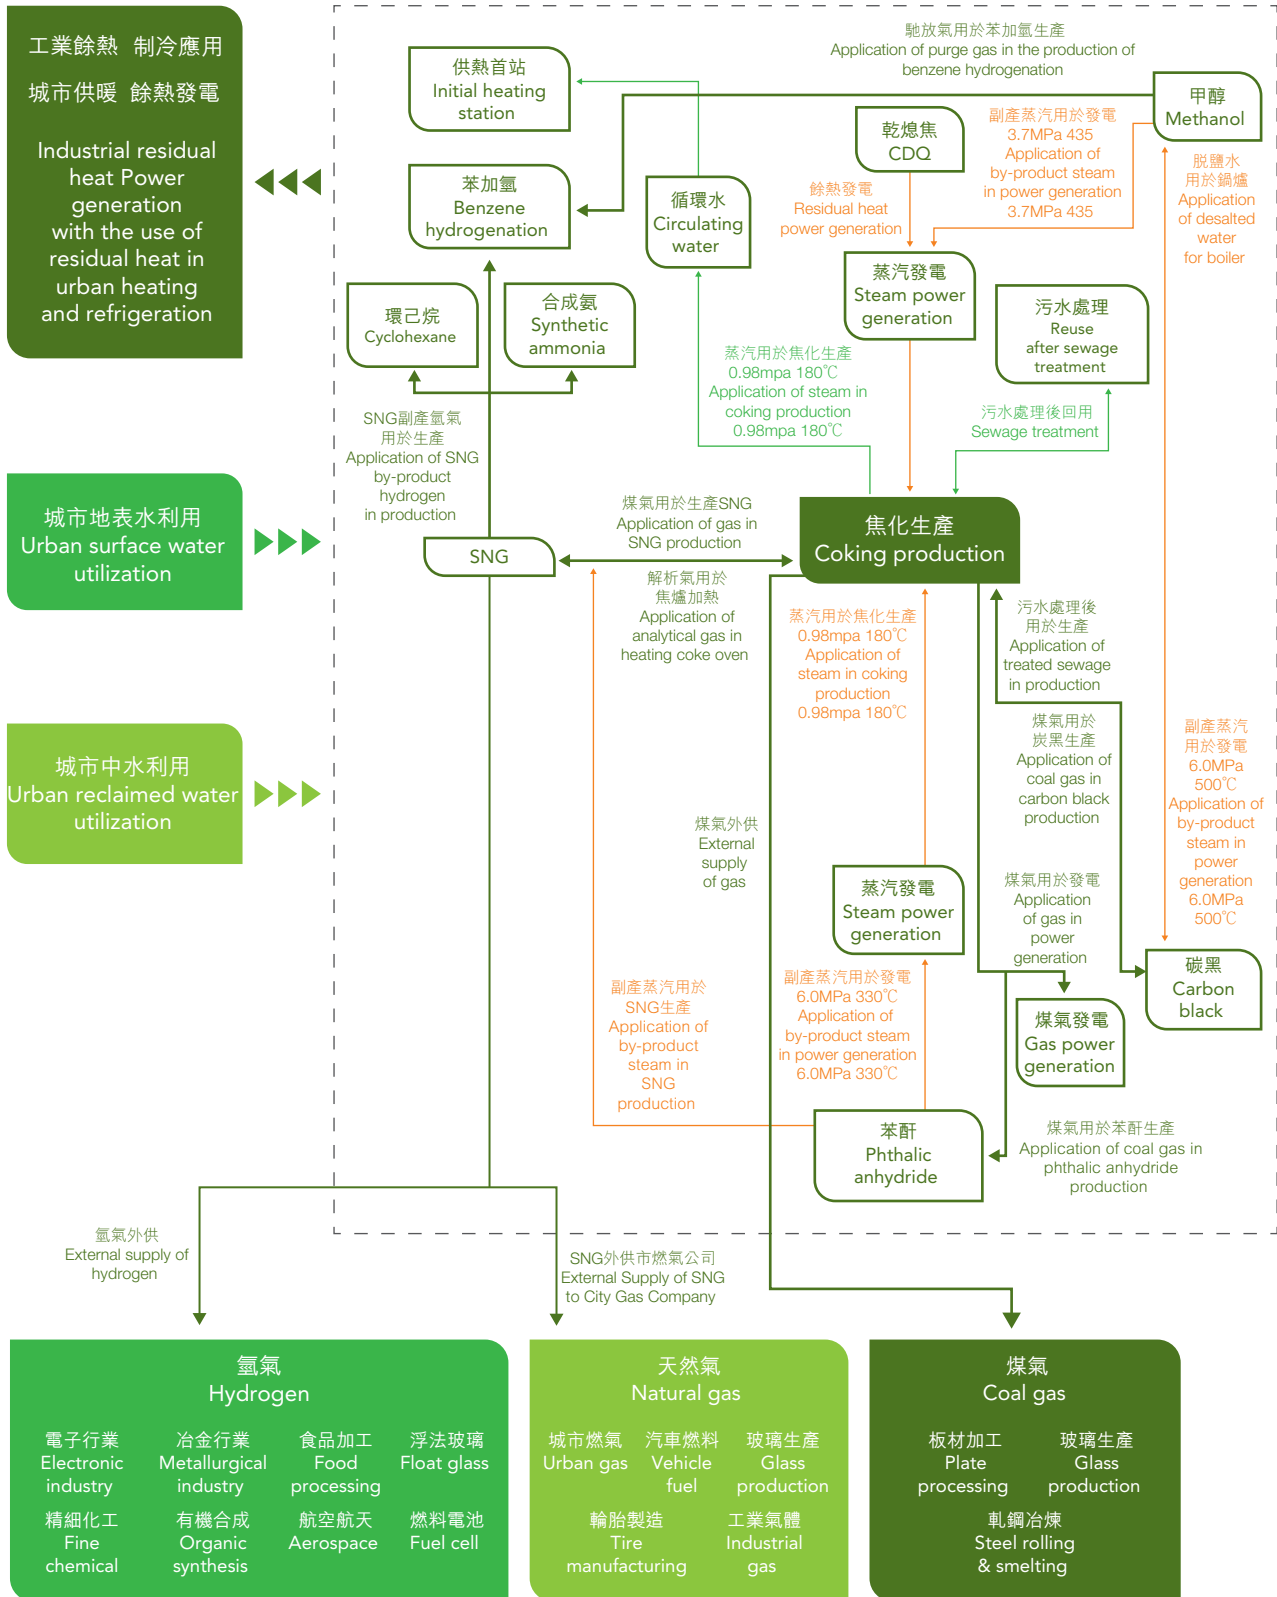 工業餘熱 制冷應用
城市供暖 餘熱發電
Industrial residual
heat Power
generation
with the use of
residual heat in
urban heating
and refrigeration
城市地表水利用
Urban surface water
utilization
城市中水利用
Urban reclaimed water
utilization
供熱首站
Initial heating
station
馳放氣用於苯加氫生產
Application of purge gas in the production of
benzene hydrogenation
甲醇
Methanol
乾熄焦
CDQ
副產蒸汽用於發電
3.7MPa 435
Application of
by-product steam
in power generation
3.7MPa 435
脱鹽水
用於鍋爐
Application
of desalted
water
for boiler
苯加氫
Benzene
hydrogenation
循環水
Circulating
water
餘熱發電
Residual heat
power generation
蒸汽發電
Steam power
generation
環己烷
Cyclohexane
合成氨
Synthetic
ammonia
污水處理
Reuse
after sewage
treatment
蒸汽用於焦化生產
0.98mpa 180℃
Application of steam in
coking production
0.98mpa 180℃
污水處理後回用
Sewage treatment
SNG副產氫氣
用於生產
Application of SNG
by-product
hydrogen
in production
煤氣用於生產SNG
Application of gas in
SNG production
焦化生產
Coking production
SNG
解析氣用於
焦爐加熱
Application of
analytical gas in
heating coke oven
蒸汽用於焦化生產
0.98mpa 180℃
Application of
steam in coking
production
0.98mpa 180℃
污水處理後
用於生產
Application of
treated sewage
in production
煤氣用於
炭黑生產
Application of
coal gas in
carbon black
production
副產蒸汽
用於發電
6.0MPa
500℃
Application of
by-product
steam in
power
generation
6.0MPa
500℃
煤氣外供
External
supply
of gas
蒸汽發電
Steam power
generation
煤氣用於發電
Application
of gas in
power
generation
碳黑
Carbon
black
副產蒸汽用於
SNG生產
Application of
by-product
steam in
SNG
production
副產蒸汽用於發電
6.0MPa 330℃
Application of
by-product steam
in power generation
6.0MPa 330℃
煤氣發電
Gas power
generation
苯酐
Phthalic
anhydride
煤氣用於苯酐生產
Application of coal gas in
phthalic anhydride
production
氫氣外供
External supply of
hydrogen
SNG外供市燃氣公司
External Supply of SNG
to City Gas Company
氫氣
Hydrogen
電子行業
Electronic
industry
冶金行業
Metallurgical
industry
食品加工
Food
processing
浮法玻璃
Float glass
精細化工
Fine
chemical
有機合成
Organic
synthesis
航空航天
Aerospace
燃料電池
Fuel cell
天然氣
Natural gas
城市燃氣
Urban gas
汽車燃料
Vehicle
fuel
玻璃生產
Glass
production
輪胎製造
Tire
manufacturing
工業氣體
Industrial
gas
煤氣
Coal gas
板材加工
Plate
processing
玻璃生產
Glass
production
軋鋼冶煉
Steel rolling
& smelting